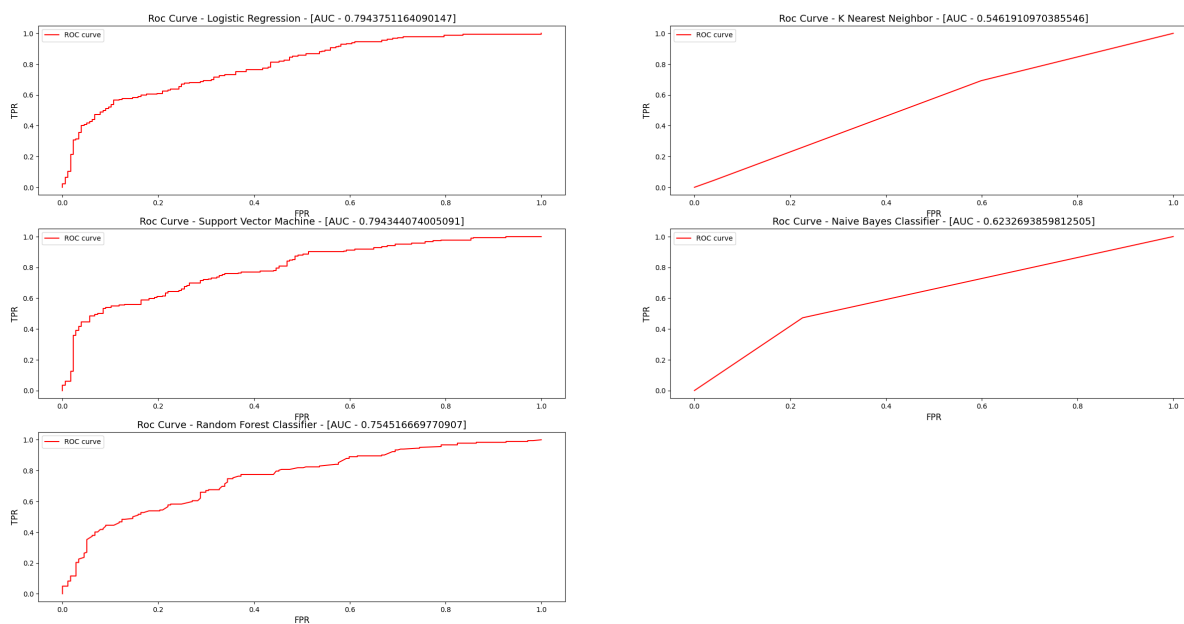 Roc Curve - Logistic Regression - [AUC - 0.7943751164090147]
ROC curve
1.0
0.8
0.6
0.4
0.2
0.0
TPR
0.0 0.2 0.4 0.6 0.8 1.0
FPR
Roc Curve - K Nearest Neighbor - [AUC - 0.5461910970385546]
ROC curve
1.0
0.8
0.6
0.4
0.2
0.0
TPR
0.0 0.2 0.4 0.6 0.8 1.0
FPR
Roc Curve - Support Vector Machine - [AUC - 0.794344074005091]
ROC curve
1.0
0.8
0.6
0.4
0.2
0.0
TPR
0.0 0.2 0.4 0.6 0.8 1.0
FPR
Roc Curve - Naive Bayes Classifier - [AUC - 0.6232693859812505]
ROC curve
1.0
0.8
0.6
0.4
0.2
0.0
TPR
0.0 0.2 0.4 0.6 0.8 1.0
FPR
Roc Curve - Random Forest Classifier - [AUC - 0.754516669770907]
ROC curve
1.0
0.8
0.6
0.4
0.2
0.0
TPR
0.0 0.2 0.4 0.6 0.8 1.0
FPR